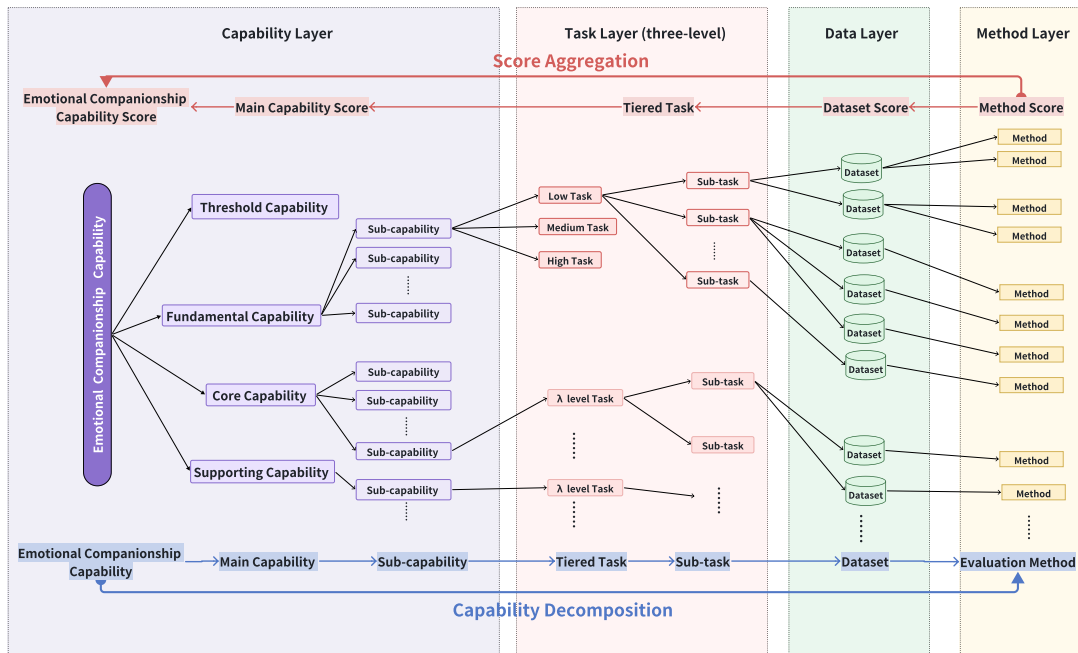 Capability Layer
Task Layer (three-level)
Data Layer
Method Layer
Score Aggregation
Emotional Companionship
Capability Score
Main Capability Score
Tiered Task
Dataset Score
Method Score
Emotional Companionship Capability
Threshold Capability
Fundamental Capability
Core Capability
Supporting Capability
Sub-capability
Sub-capability
Sub-capability
Sub-capability
Sub-capability
Sub-capability
Sub-capability
Low Task
Medium Task
High Task
λ level Task
λ level Task
Sub-task
Sub-task
Sub-task
Sub-task
Sub-task
Dataset
Dataset
Dataset
Dataset
Dataset
Dataset
Dataset
Dataset
Method
Method
Method
Method
Method
Method
Method
Method
Method
Method
Emotional Companionship
Capability
Main Capability
Sub-capability
Tiered Task
Sub-task
Dataset
Evaluation Method
Capability Decomposition